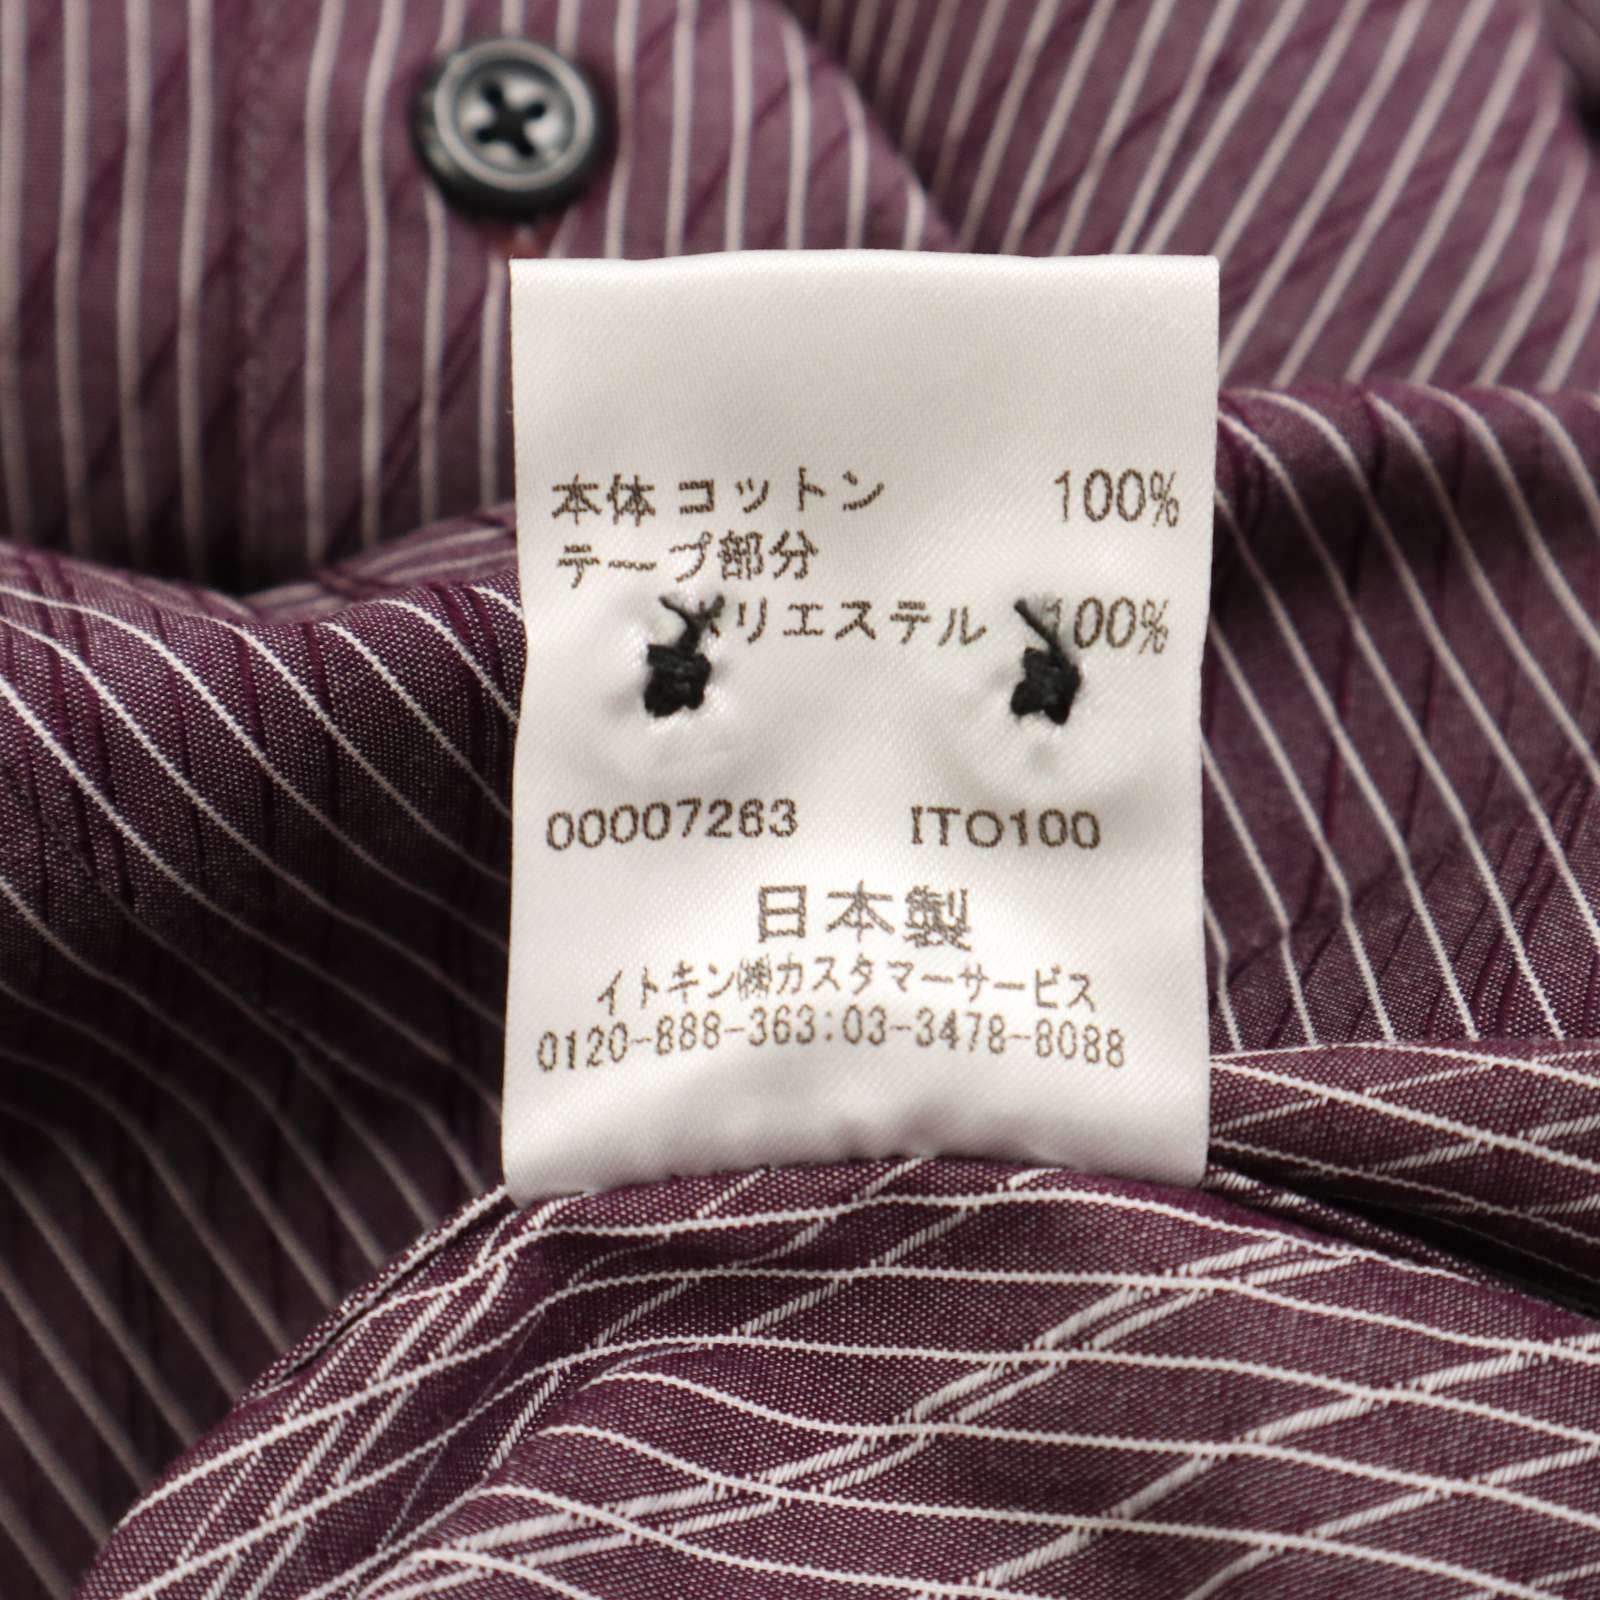 本体 コットン 100%
テープ部分
ポリエステル 100%
00007263 ITO100
日本製
イトキン㈱カスタマーサービス
0120-888-363:03-3478-8088